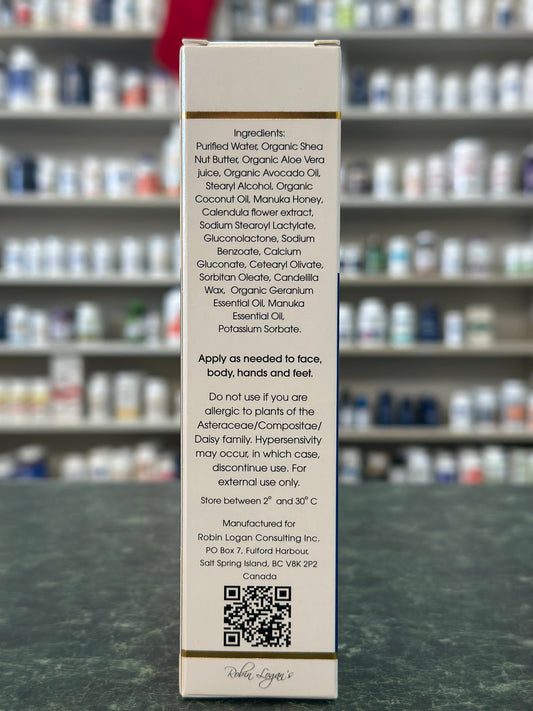 Ingredients:
Purified Water, Organic Shea
Nut Butter, Organic Aloe Vera
juice, Organic Avocado Oil,
Stearyl Alcohol, Organic
Coconut Oil, Manuka Honey,
Calendula flower extract,
Sodium Stearoyl Lactylate,
Gluconolactone, Sodium
Benzoate, Calcium
Gluconate, Cetearyl Olivate,
Sorbitan Oleate, Candelilla
Wax, Organic Geranium
Essential Oil, Manuka
Essential Oil,
Potassium Sorbate.
Apply as needed to face,
body, hands and feet.
Do not use if you are
allergic to plants of the
Asteraceae/Compositae/
Daisy family. Hypersensivity
may occur, in which case,
discontinue use. For
external use only.
Store between 2° and 30° C
Manufactured for
Robin Logan Consulting Inc.
PO Box 7, Fulford Harbour,
Salt Spring Island, BC V8K 2P2
Canada
Robin Logan's